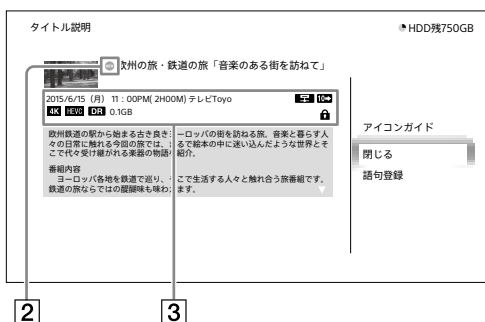 タイトル説明
HDD残750GB
欧州の旅・鉄道の旅「音楽のある街を訪ねて」
2015/6/15（月） 11：00PM( 2H00M) テレビToyo
10
4K HEVC DR 0.1GB
欧州鉄道の駅から始まる古き良き ーロッパの街を訪ねる旅。音楽と暮らす人
々の日常に触れる今回の旅では、 るで絵本の中に迷い込んだような世界とそ
こで代々受け継がれる楽器の物語 紹介。
番組内容
ヨーロッパ各地を鉄道で巡り、 こで生活する人々と触れ合う旅番組です。
鉄道の旅ならではの醍醐味も味わ ます。
アイコンガイド
閉じる
語句登録
2
3